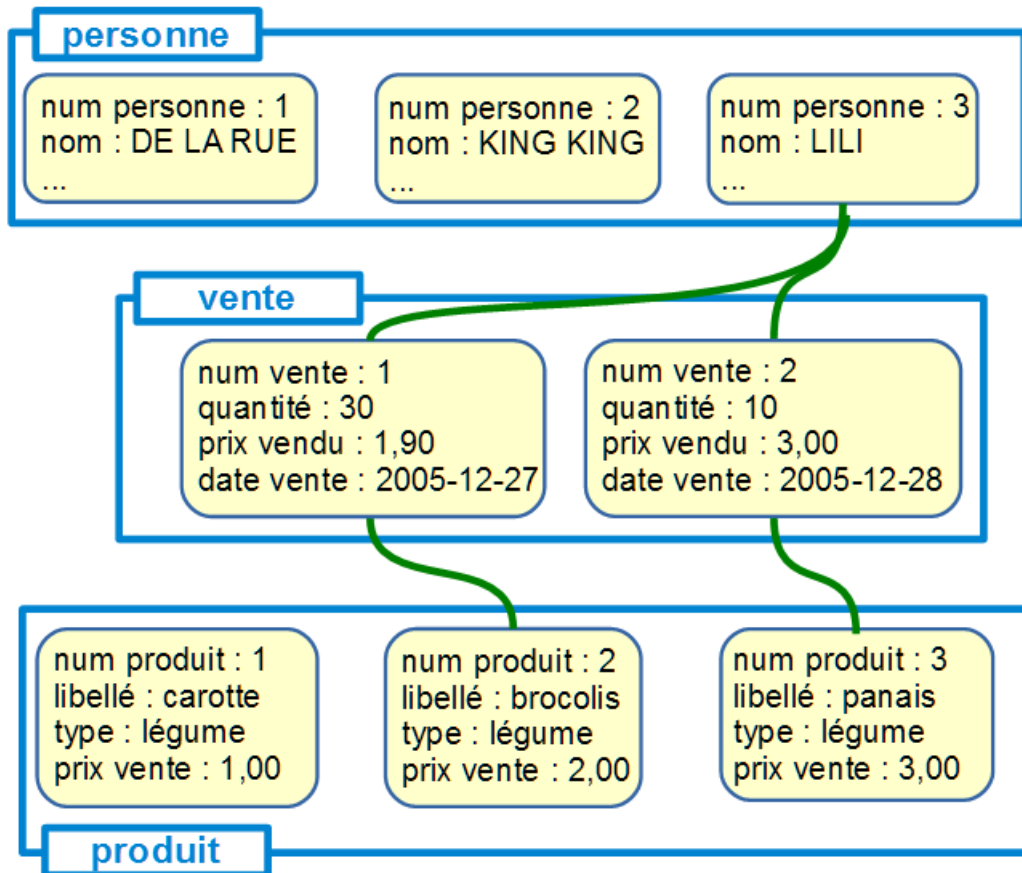 personne
num personne : 1
nom : DE LA RUE
...
num personne : 2
nom : KING KING
...
num personne : 3
nom : LILI
...
vente
num vente : 1
quantité : 30
prix vendu : 1,90
date vente : 2005-12-27
num vente : 2
quantité : 10
prix vendu : 3,00
date vente : 2005-12-28
num produit : 1
libellé : carotte
type : légume
prix vente : 1,00
num produit : 2
libellé : brocolis
type : légume
prix vente : 2,00
num produit : 3
libellé : panais
type : légume
prix vente : 3,00
produit